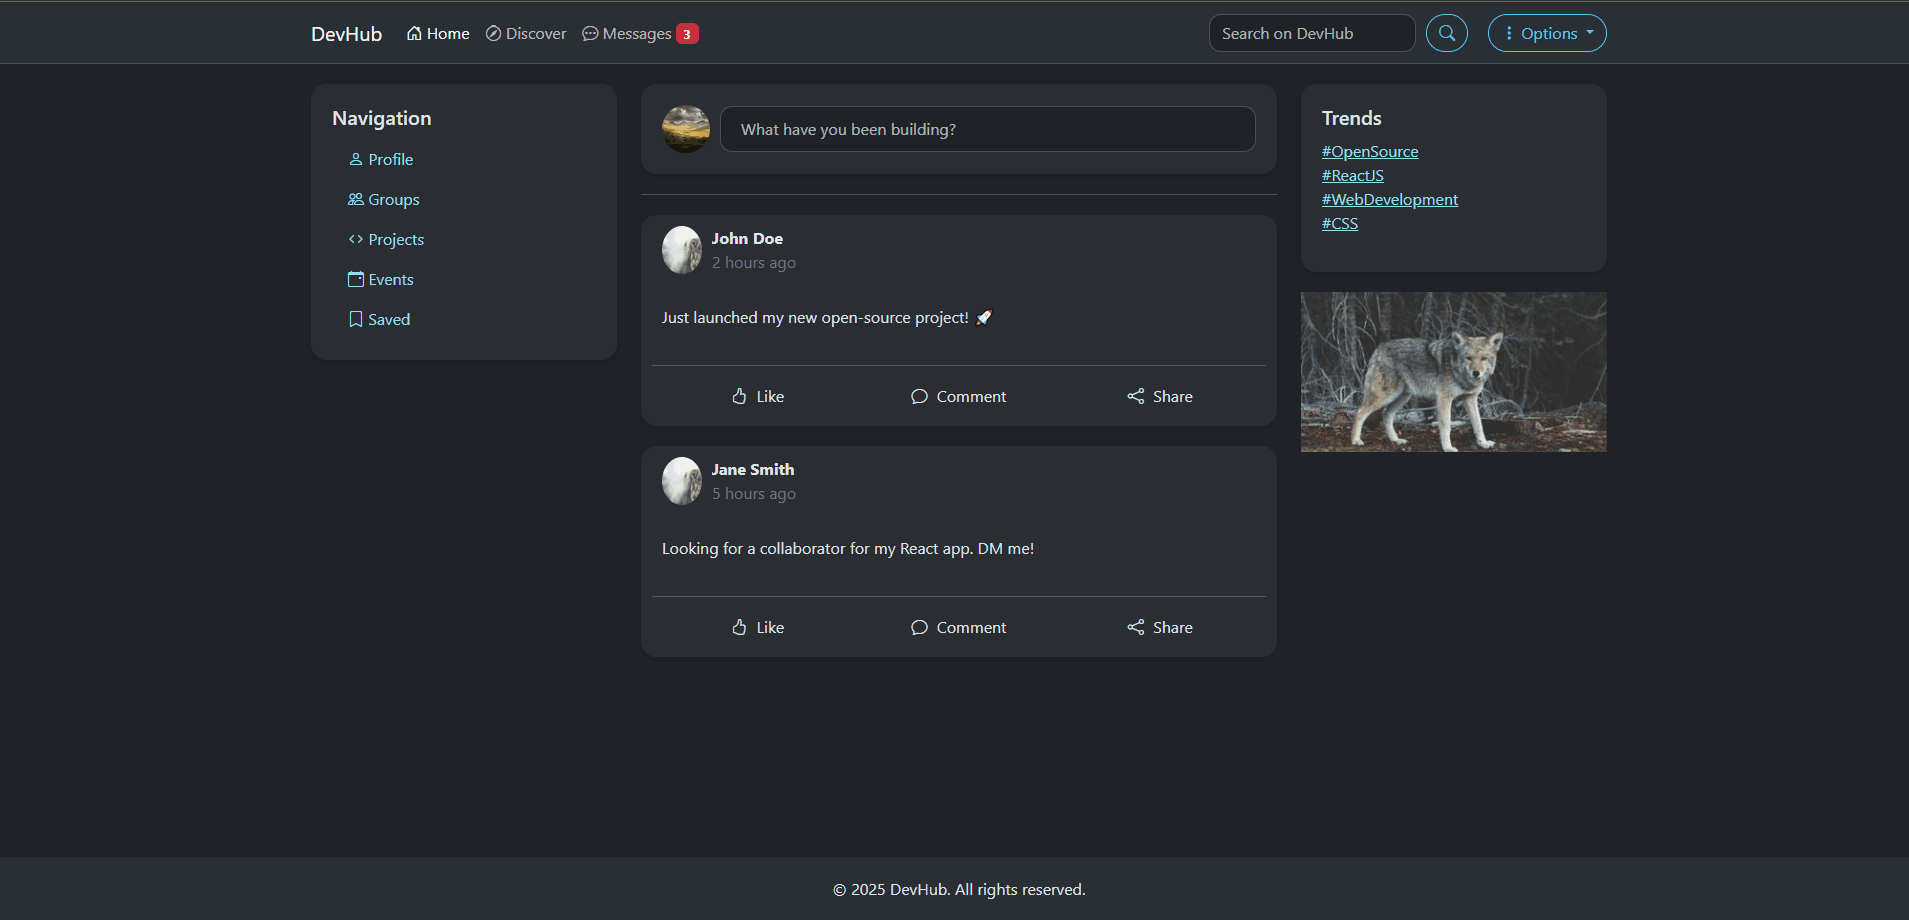 DevHub Home Discover Messages 3 Search on DevHub Options
Navigation
Profile
Groups
Projects
Events
Saved
What have you been building?
John Doe
2 hours ago
Just launched my new open-source project! 🚀
Like Comment Share
Jane Smith
5 hours ago
Looking for a collaborator for my React app. DM me!
Like Comment Share
Trends
#OpenSource
#ReactJS
#WebDevelopment
#CSS
© 2025 DevHub. All rights reserved.